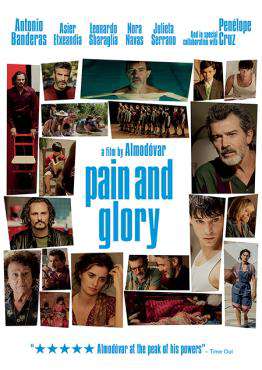 Antonio Banderas
Asier Etxeandia
Leonardo Sbaraglia
Nora Navas
Julieta Serrano
And in special collaboration with
Penélope Cruz
a film by Almodóvar
pain and
glory
"★★★★★ Almodóvar at the peak of his powers" – Time Out